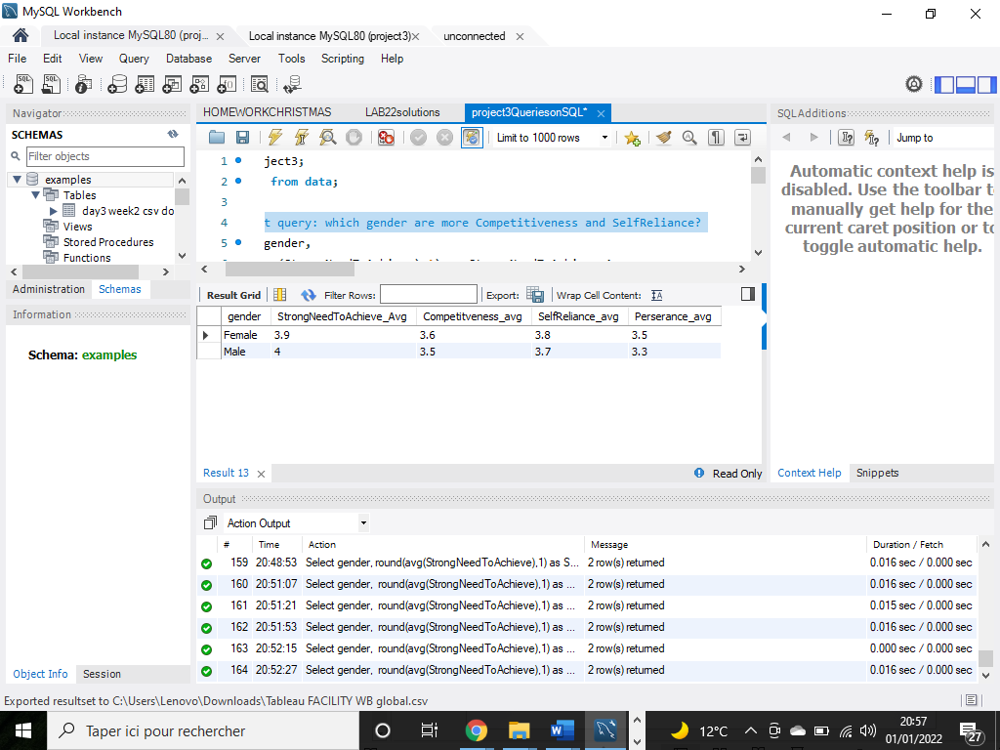 MySQL Workbench
Local instance MySQL80 (proj... × Local instance MySQL80 (project3) × unconnected ×
File Edit View Query Database Server Tools Scripting Help
Navigator
SCHEMAS
Filter objects
examples
Tables
day3 week2 csv do
Views
Stored Procedures
Functions
Administration Schemas
Information
Schema: examples
Object Info Session
HOMEWORKCHRISTMAS LAB22solutions project3QueriesonSQL* ×
Limit to 1000 rows
1 ject3;
2 from data;
3
4 t query: which gender are more Competitiveness and SelfReliance?
5 gender,
Result Grid Filter Rows: Export: Wrap Cell Content:
gender StrongNeedToAchieve_Avg Competitveness_avg SelfReliance_avg Perserance_avg
Female 3.9 3.6 3.8 3.5
Male 4 3.5 3.7 3.3
Result 13 × Read Only
SQLAdditions
Jump to
Automatic context help is
disabled. Use the toolbar t
manually get help for the
current caret position or to
toggle automatic help.
Context Help Snippets
Output
Action Output
# Time Action Message Duration / Fetch
159 20:48:53 Select gender, round(avg(StrongNeedToAchieve),1) as S... 2 row(s) returned 0.016 sec / 0.000 sec
160 20:51:07 Select gender, round(avg(StrongNeedToAchieve),1) as ... 2 row(s) returned 0.016 sec / 0.000 sec
161 20:51:21 Select gender, round(avg(StrongNeedToAchieve),1) as ... 2 row(s) returned 0.015 sec / 0.000 sec
162 20:51:53 Select gender, round(avg(StrongNeedToAchieve),1) as ... 2 row(s) returned 0.016 sec / 0.000 sec
163 20:52:15 Select gender, round(avg(StrongNeedToAchieve),1) as ... 2 row(s) returned 0.000 sec / 0.000 sec
164 20:52:27 Select gender, round(avg(StrongNeedToAchieve),1) as ... 2 row(s) returned 0.016 sec / 0.000 sec
Exported resultset to C:\Users\Lenovo\Downloads\Tableau FACILITY WB global.csv
Taper ici pour rechercher
12°C
20:57
01/01/2022
27